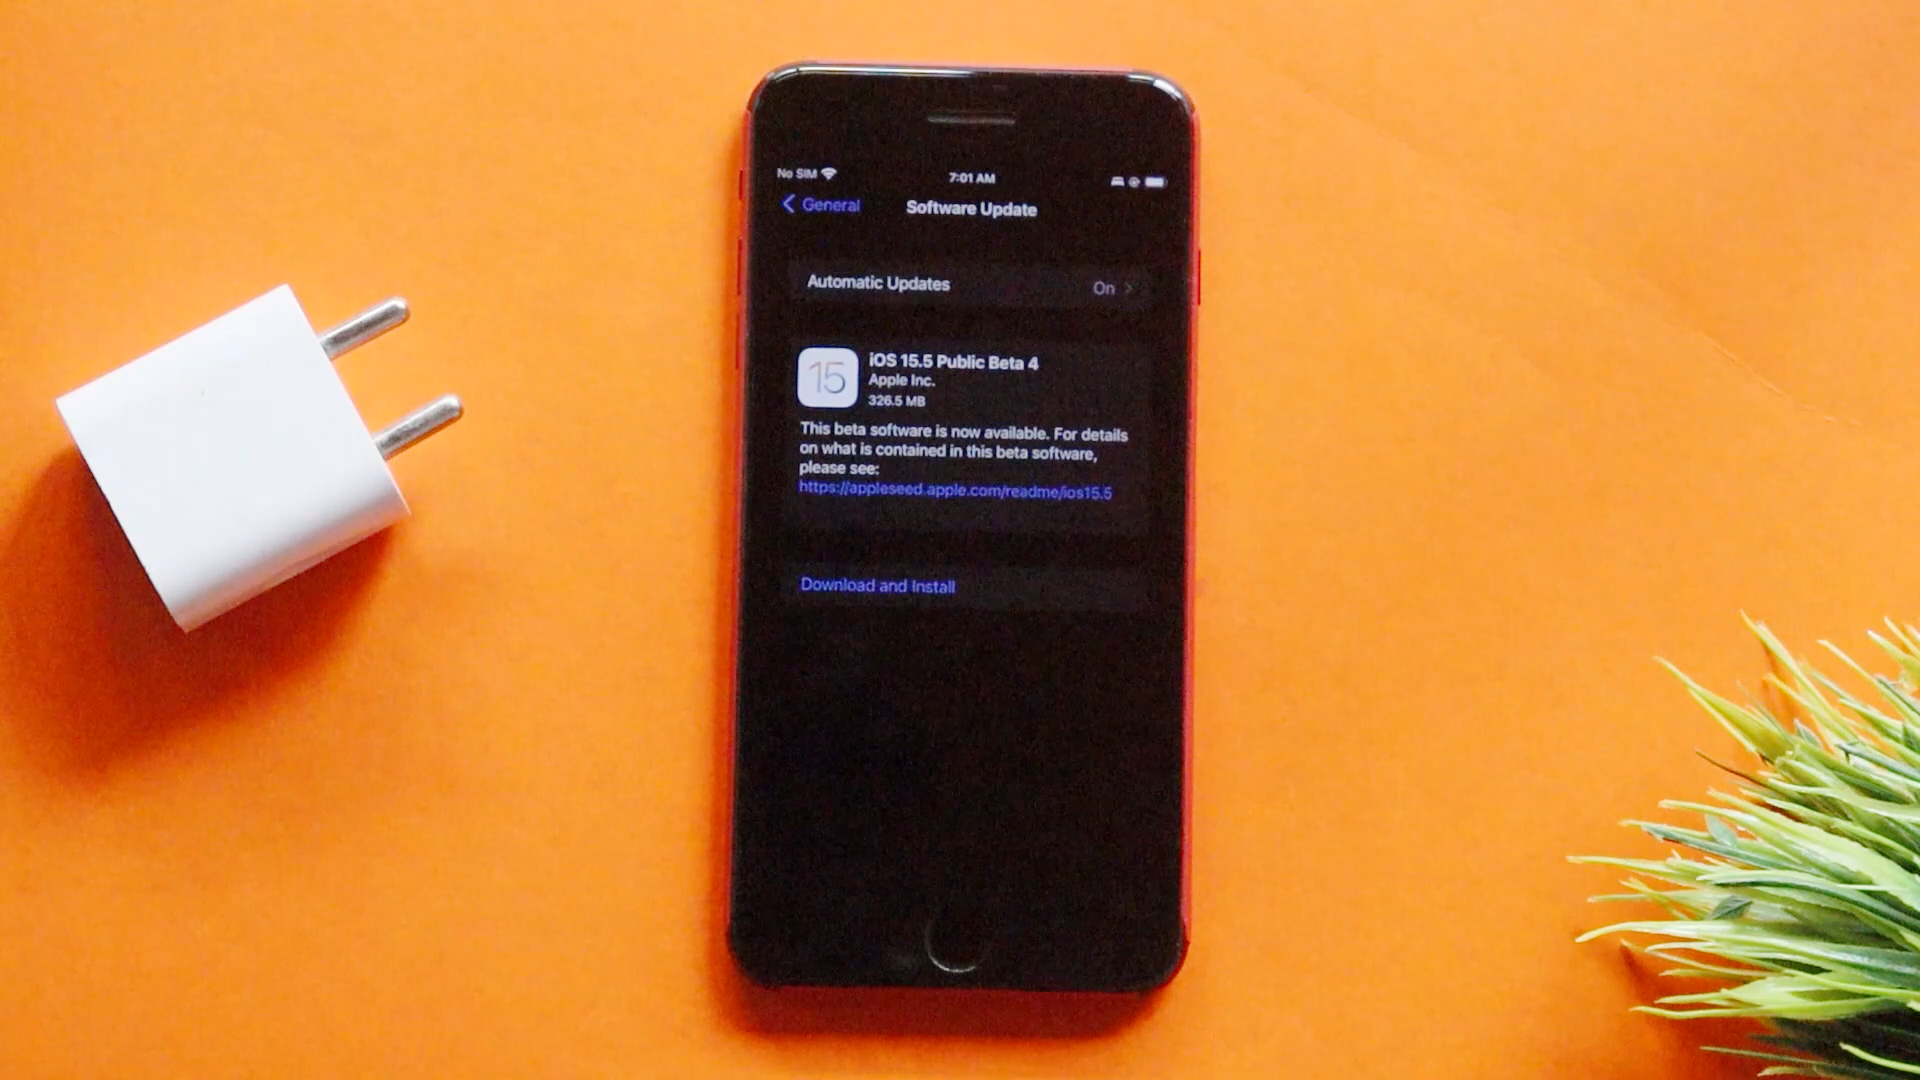 No SIM
7:01 AM
General
Software Update
Automatic Updates
On
15
iOS 15.5 Public Beta 4
Apple Inc.
326.5 MB
This beta software is now available. For details
on what is contained in this beta software,
please see:
https://appleseed.apple.com/readme/ios15.5
Download and Install